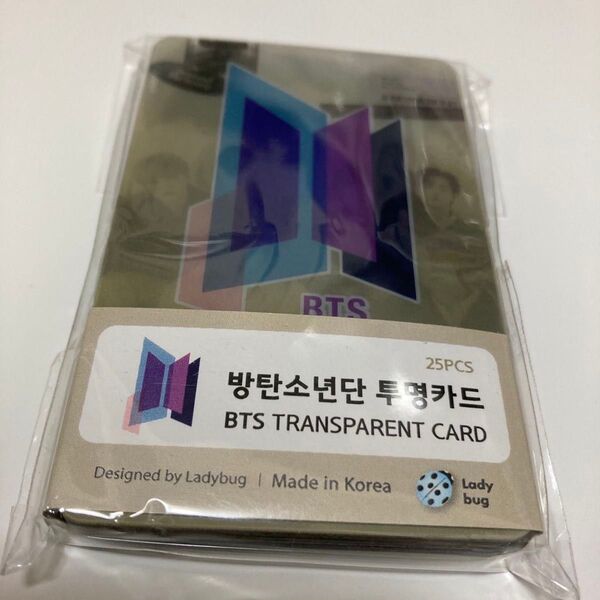 BTS
25PCS
방탄소년단 투명카드
BTS TRANSPARENT CARD
Designed by Ladybug | Made in Korea
Lady
bug